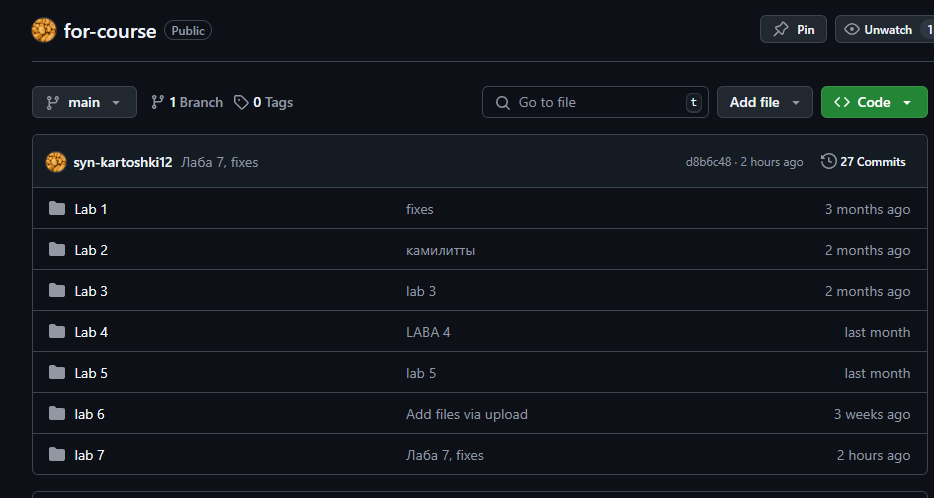 for-course Public Pin Unwatch 1
main 1 Branch 0 Tags Go to file t Add file Code
syn-kartoshki12 Лаба 7, fixes d8b6c48 · 2 hours ago 27 Commits
Lab 1 fixes 3 months ago
Lab 2 камилитты 2 months ago
Lab 3 lab 3 2 months ago
Lab 4 LABA 4 last month
Lab 5 lab 5 last month
lab 6 Add files via upload 3 weeks ago
lab 7 Лаба 7, fixes 2 hours ago